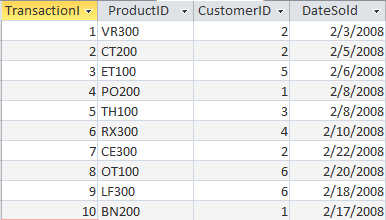 TransactionI ProductID CustomerID DateSold
1 VR300 2 2/3/2008
2 CT200 2 2/5/2008
3 ET100 5 2/6/2008
4 PO200 1 2/8/2008
5 TH100 3 2/8/2008
6 RX300 4 2/10/2008
7 CE300 2 2/22/2008
8 OT100 6 2/20/2008
9 LF300 6 2/18/2008
10 BN200 1 2/17/2008